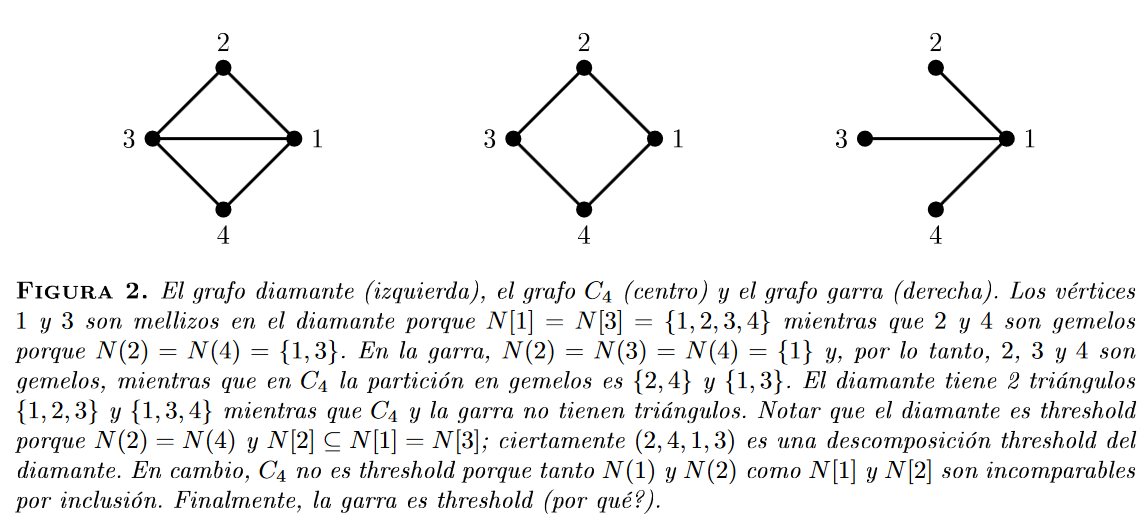 2 2 2
3 1 3 1 3 1
4 4 4
FIGURA 2. El grafo diamante (izquierda), el grafo C₄ (centro) y el grafo garra (derecha). Los vértices
1 y 3 son mellizos en el diamante porque N[1] = N[3] = {1, 2, 3, 4} mientras que 2 y 4 son gemelos
porque N(2) = N(4) = {1, 3}. En la garra, N(2) = N(3) = N(4) = {1} y, por lo tanto, 2, 3 y 4 son
gemelos, mientras que en C₄ la partición en gemelos es {2, 4} y {1, 3}. El diamante tiene 2 triángulos
{1, 2, 3} y {1, 3, 4} mientras que C₄ y la garra no tienen triángulos. Notar que el diamante es threshold
porque N(2) = N(4) y N[2] ⊆ N[1] = N[3]; ciertamente (2, 4, 1, 3) es una descomposición threshold del
diamante. En cambio, C₄ no es threshold porque tanto N(1) y N(2) como N[1] y N[2] son incomparables
por inclusión. Finalmente, la garra es threshold (por qué?).